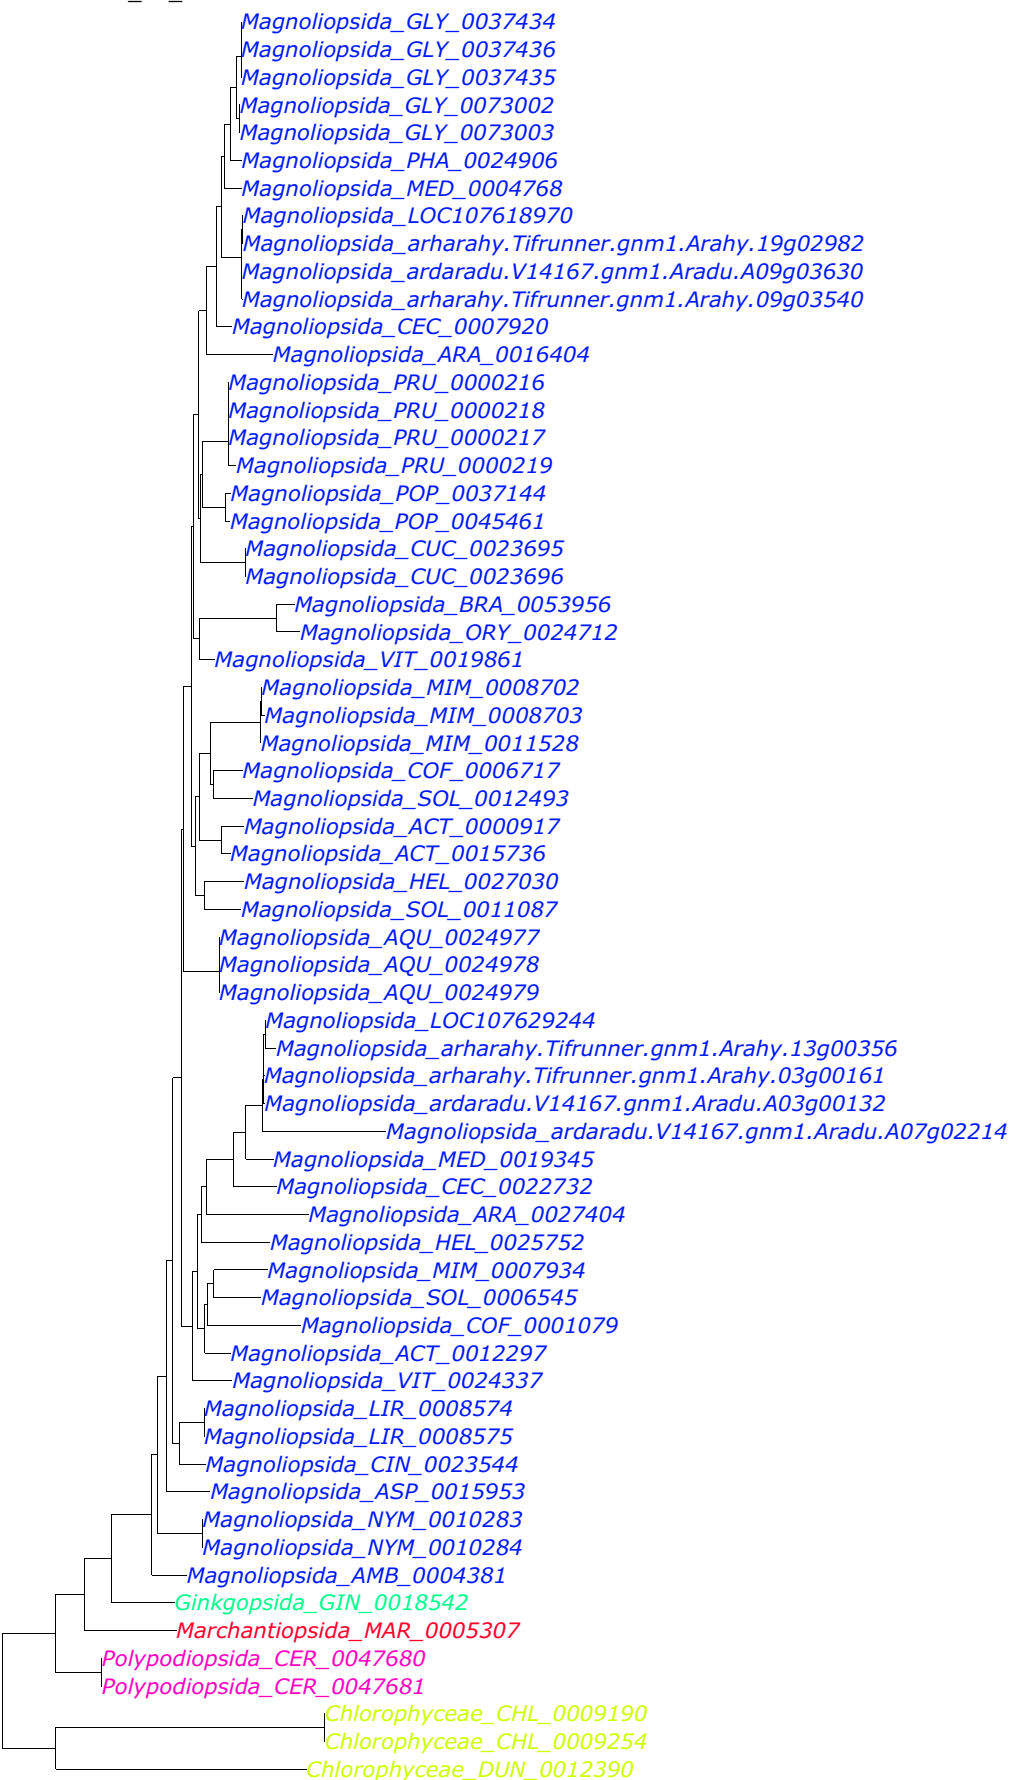 Magnoliopsida_GLY_0037434
Magnoliopsida_GLY_0037436
Magnoliopsida_GLY_0037435
Magnoliopsida_GLY_0073002
Magnoliopsida_GLY_0073003
Magnoliopsida_PHA_0024906
Magnoliopsida_MED_0004768
Magnoliopsida_LOC107618970
Magnoliopsida_arharahy.Tifrunner.gnm1.Arahy.19g02982
Magnoliopsida_ardaradu.V14167.gnm1.Aradu.A09g03630
Magnoliopsida_arharahy.Tifrunner.gnm1.Arahy.09g03540
Magnoliopsida_CEC_0007920
Magnoliopsida_ARA_0016404
Magnoliopsida_PRU_0000216
Magnoliopsida_PRU_0000218
Magnoliopsida_PRU_0000217
Magnoliopsida_PRU_0000219
Magnoliopsida_POP_0037144
Magnoliopsida_POP_0045461
Magnoliopsida_CUC_0023695
Magnoliopsida_CUC_0023696
Magnoliopsida_BRA_0053956
Magnoliopsida_ORY_0024712
Magnoliopsida_VIT_0019861
Magnoliopsida_MIM_0008702
Magnoliopsida_MIM_0008703
Magnoliopsida_MIM_0011528
Magnoliopsida_COF_0006717
Magnoliopsida_SOL_0012493
Magnoliopsida_ACT_0000917
Magnoliopsida_ACT_0015736
Magnoliopsida_HEL_0027030
Magnoliopsida_SOL_0011087
Magnoliopsida_AQU_0024977
Magnoliopsida_AQU_0024978
Magnoliopsida_AQU_0024979
Magnoliopsida_LOC107629244
Magnoliopsida_arharahy.Tifrunner.gnm1.Arahy.13g00356
Magnoliopsida_arharahy.Tifrunner.gnm1.Arahy.03g00161
Magnoliopsida_ardaradu.V14167.gnm1.Aradu.A03g00132
Magnoliopsida_ardaradu.V14167.gnm1.Aradu.A07g02214
Magnoliopsida_MED_0019345
Magnoliopsida_CEC_0022732
Magnoliopsida_ARA_0027404
Magnoliopsida_HEL_0025752
Magnoliopsida_MIM_0007934
Magnoliopsida_SOL_0006545
Magnoliopsida_COF_0001079
Magnoliopsida_ACT_0012297
Magnoliopsida_VIT_0024337
Magnoliopsida_LIR_0008574
Magnoliopsida_LIR_0008575
Magnoliopsida_CIN_0023544
Magnoliopsida_ASP_0015953
Magnoliopsida_NYM_0010283
Magnoliopsida_NYM_0010284
Magnoliopsida_AMB_0004381
Ginkgopsida_GIN_0018542
Marchantiopsida_MAR_0005307
Polypodiopsida_CER_0047680
Polypodiopsida_CER_0047681
Chlorophyceae_CHL_0009190
Chlorophyceae_CHL_0009254
Chlorophyceae_DUN_0012390